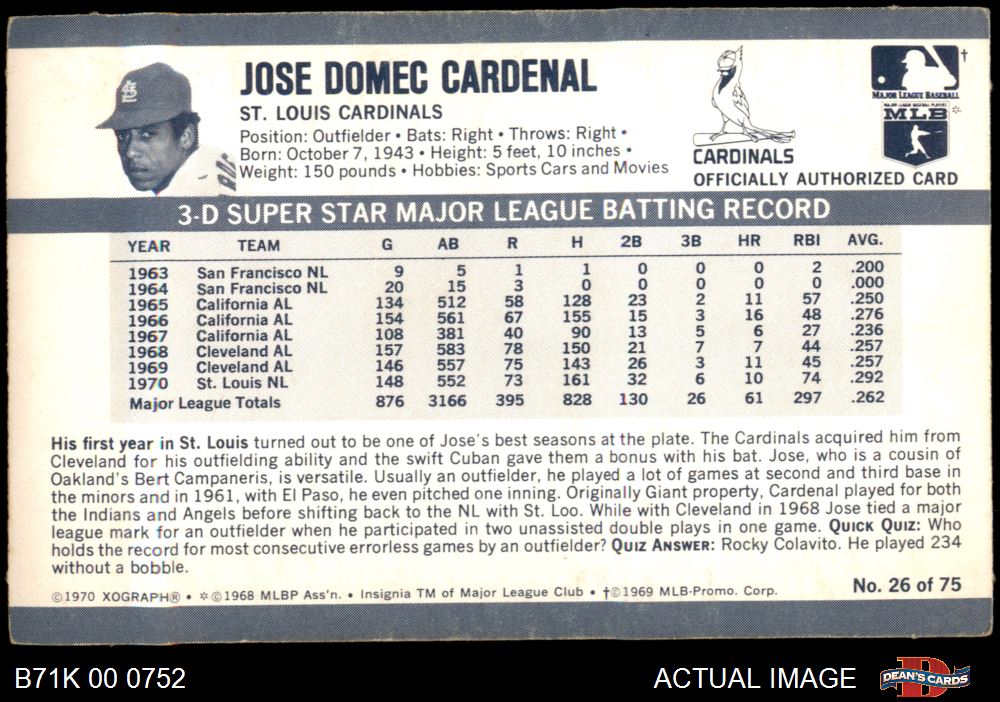 JOSE DOMEC CARDENAL
ST. LOUIS CARDINALS
Position: Outfielder • Bats: Right • Throws: Right •
Born: October 7, 1943 • Height: 5 feet, 10 inches •
Weight: 150 pounds • Hobbies: Sports Cars and Movies
CARDINALS
MAJOR LEAGUE BASEBALL †
MAJOR LEAGUE BASEBALL PLAYERS
MLB *
OFFICIALLY AUTHORIZED CARD
3-D SUPER STAR MAJOR LEAGUE BATTING RECORD
YEAR TEAM G AB R H 2B 3B HR RBI AVG.
1963 San Francisco NL 9 5 1 1 0 0 0 2 .200
1964 San Francisco NL 20 15 3 0 0 0 0 0 .000
1965 California AL 134 512 58 128 23 2 11 57 .250
1966 California AL 154 561 67 155 15 3 16 48 .276
1967 California AL 108 381 40 90 13 5 6 27 .236
1968 Cleveland AL 157 583 78 150 21 7 7 44 .257
1969 Cleveland AL 146 557 75 143 26 3 11 45 .257
1970 St. Louis NL 148 552 73 161 32 6 10 74 .292
Major League Totals 876 3166 395 828 130 26 61 297 .262
His first year in St. Louis turned out to be one of Jose's best seasons at the plate. The Cardinals acquired him from
Cleveland for his outfielding ability and the swift Cuban gave them a bonus with his bat. Jose, who is a cousin of
Oakland's Bert Campaneris, is versatile. Usually an outfielder, he played a lot of games at second and third base in
the minors and in 1961, with El Paso, he even pitched one inning. Originally Giant property, Cardenal played for both
the Indians and Angels before shifting back to the NL with St. Loo. While with Cleveland in 1968 Jose tied a major
league mark for an outfielder when he participated in two unassisted double plays in one game. QUICK QUIZ: Who
holds the record for most consecutive errorless games by an outfielder? QUIZ ANSWER: Rocky Colavito. He played 234
without a bobble.
©1970 XOGRAPH® • *©1968 MLBP Ass'n. • Insignia TM of Major League Club • †©1969 MLB-Promo. Corp.
No. 26 of 75
B71K 00 0752
ACTUAL IMAGE
D
DEAN'S CARDS